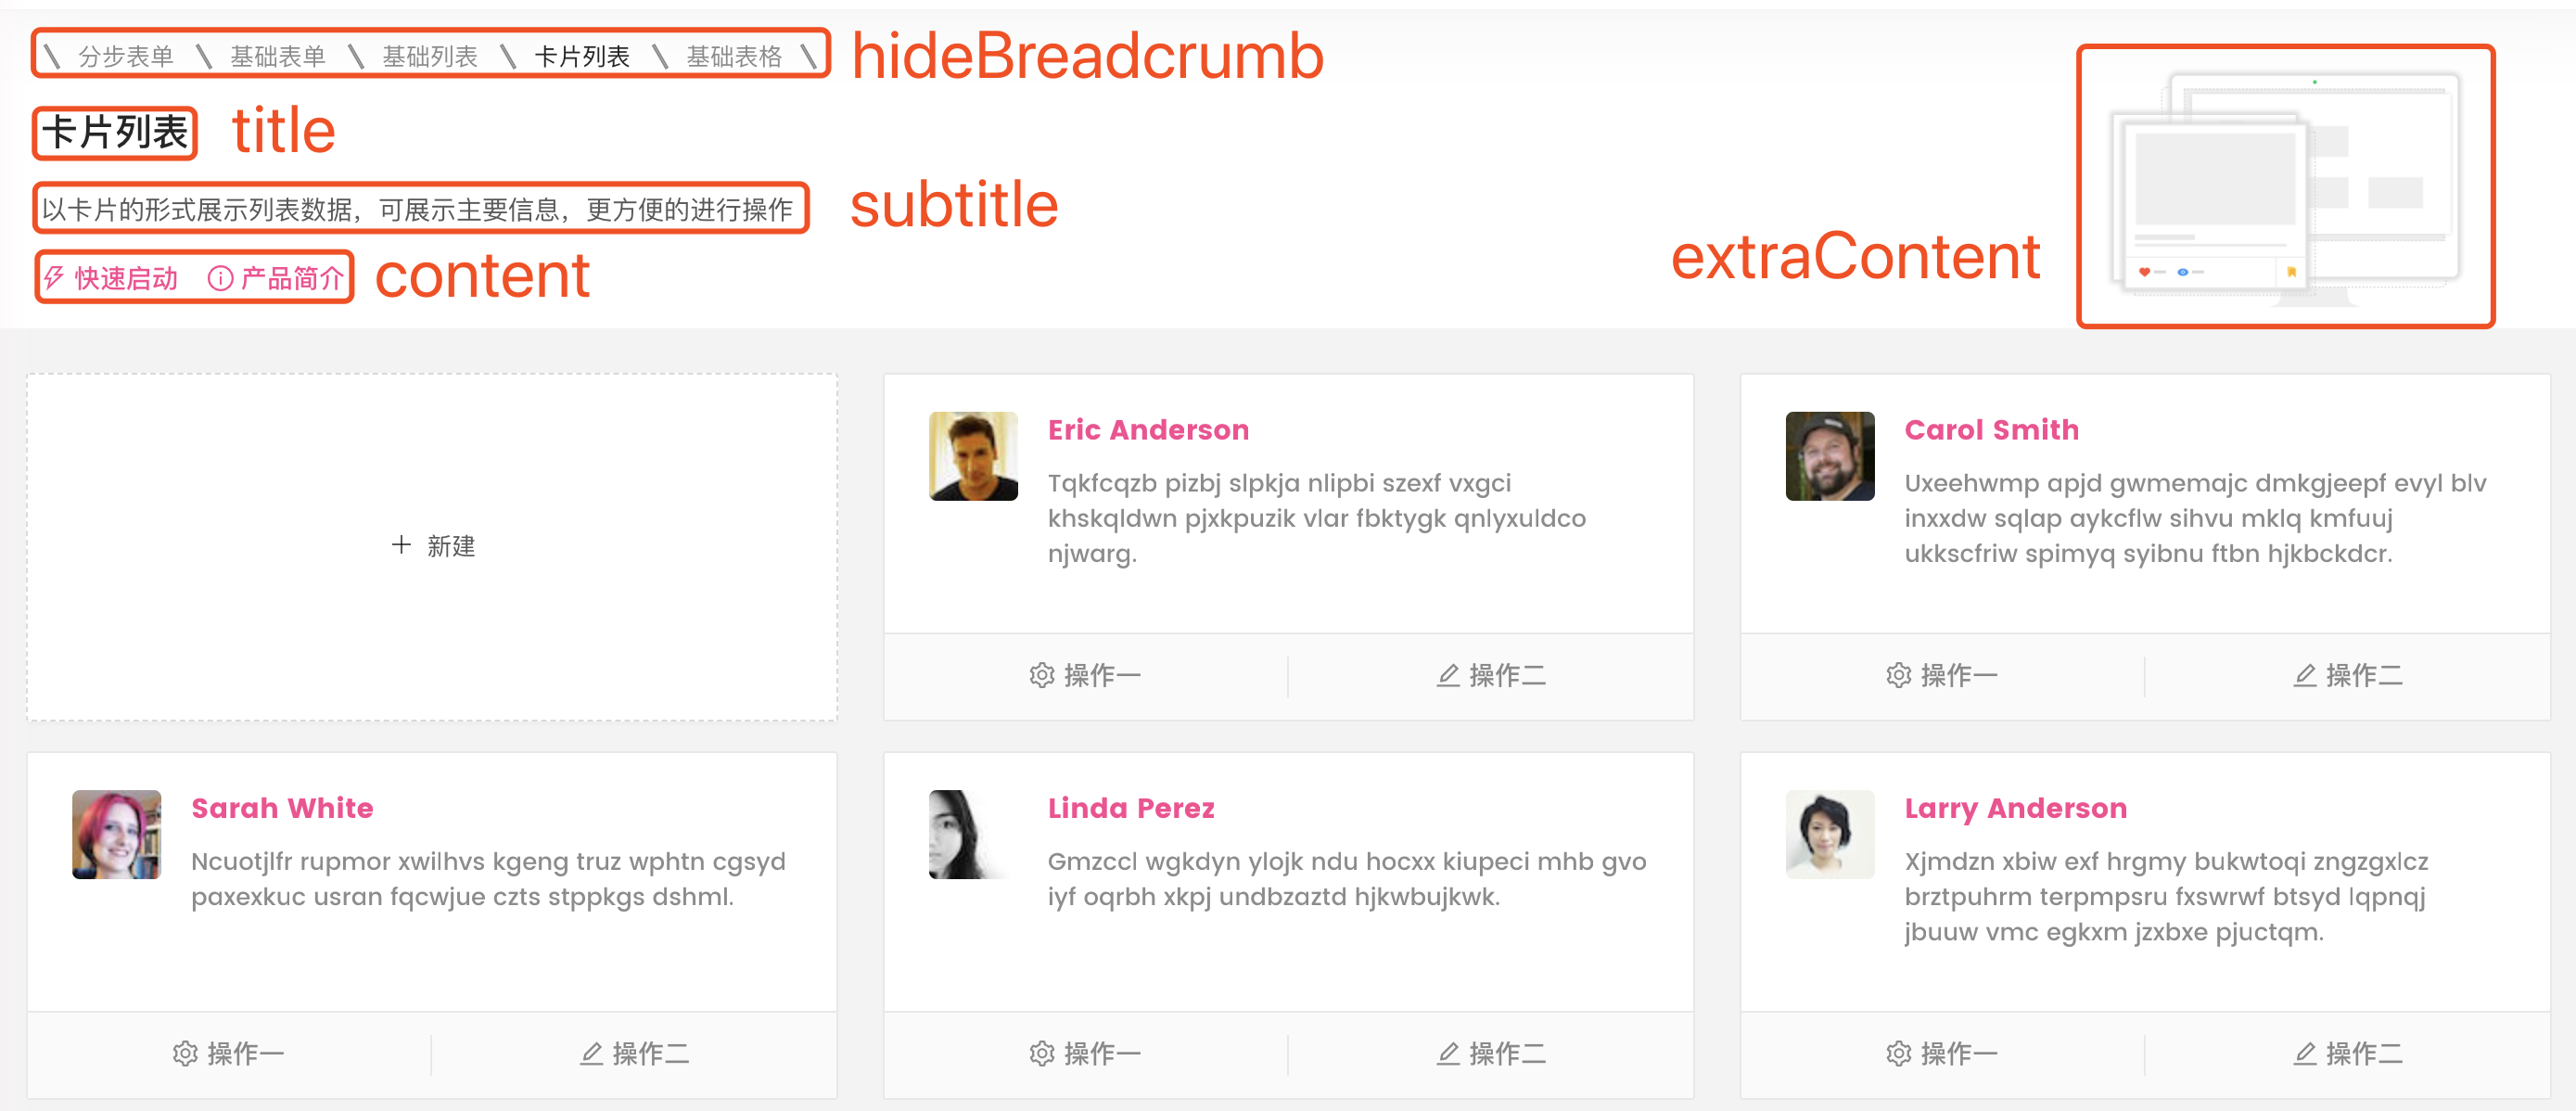 \ 分步表单 \ 基础表单 \ 基础列表 \ 卡片列表 \ 基础表格 \ hideBreadcrumb
卡片列表 title
以卡片的形式展示列表数据，可展示主要信息，更方便的进行操作 subtitle
快速启动 产品简介 content
extraContent
+ 新建
Eric Anderson
Tqkfcqzb pizbj slpkja nlipbi szexf vxgci
khskqldwn pjxkpuzik vlar fbktygk qnlyxuldco
njwarg.
操作一 操作二
Carol Smith
Uxeehwmp apjd gwmemajc dmkgjeepf evyl blv
inxxdw sqlap aykcflw sihvu mklq kmfuuj
ukkscfriw spimyq syibnu ftbn hjkbckdcr.
操作一 操作二
Sarah White
Ncuotjlfr rupmor xwilhvs kgeng truz wphtn cgsyd
paxexkuc usran fqcwjue czts stppkgs dshml.
操作一 操作二
Linda Perez
Gmzccl wgkdyn ylojk ndu hocxx kiupeci mhb gvo
iyf oqrbh xkpj undbzaztd hjkwbujkwk.
操作一 操作二
Larry Anderson
Xjmdzn xbiw exf hrgmy bukwtoqi zngzgxlcz
brztpuhrm terpmpsru fxswrwf btsyd lqpnqj
jbuuw vmc egkxm jzxbxe pjuctqm.
操作一 操作二